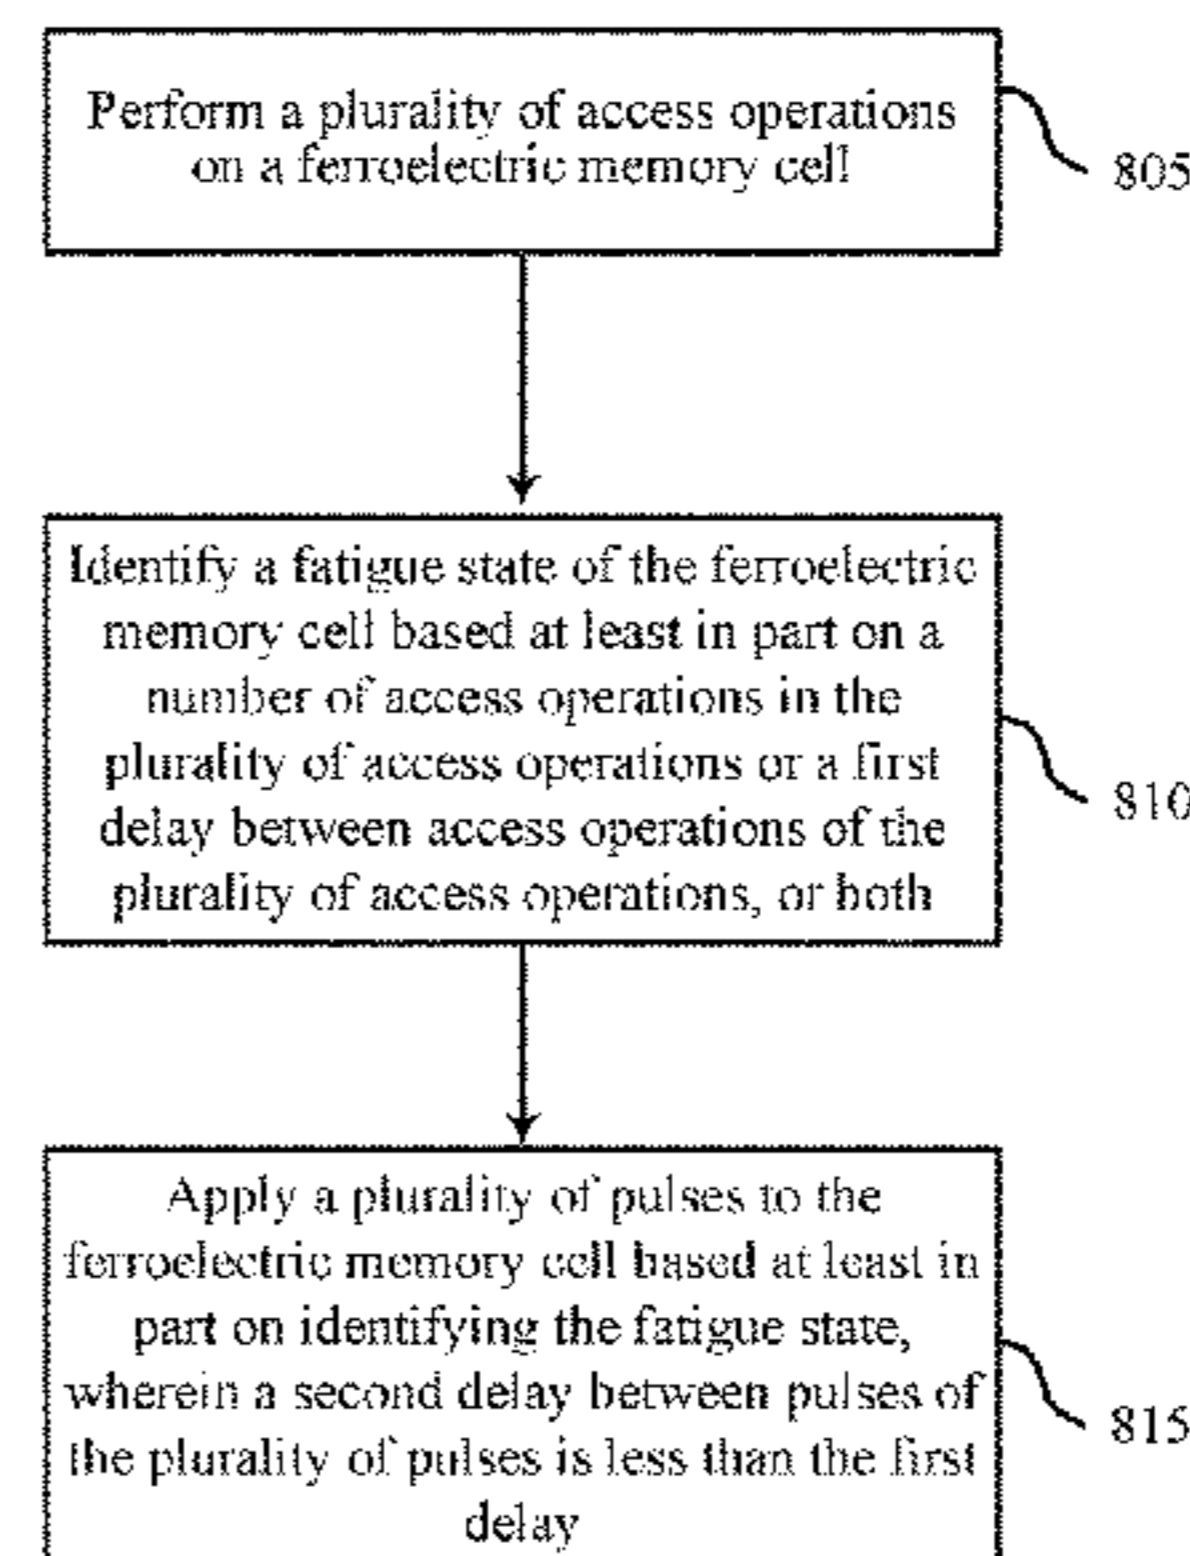 Perform a plurality of access operations
on a ferroelectric memory cell
805
Identify a fatigue state of the ferroelectric
memory cell based at least in part on a
number of access operations in the
plurality of access operations or a first
delay between access operations of the
plurality of access operations, or both
810
Apply a plurality of pulses to the
ferroelectric memory cell based at least in
part on identifying the fatigue state,
wherein a second delay between pulses of
the plurality of pulses is less than the first
delay
815